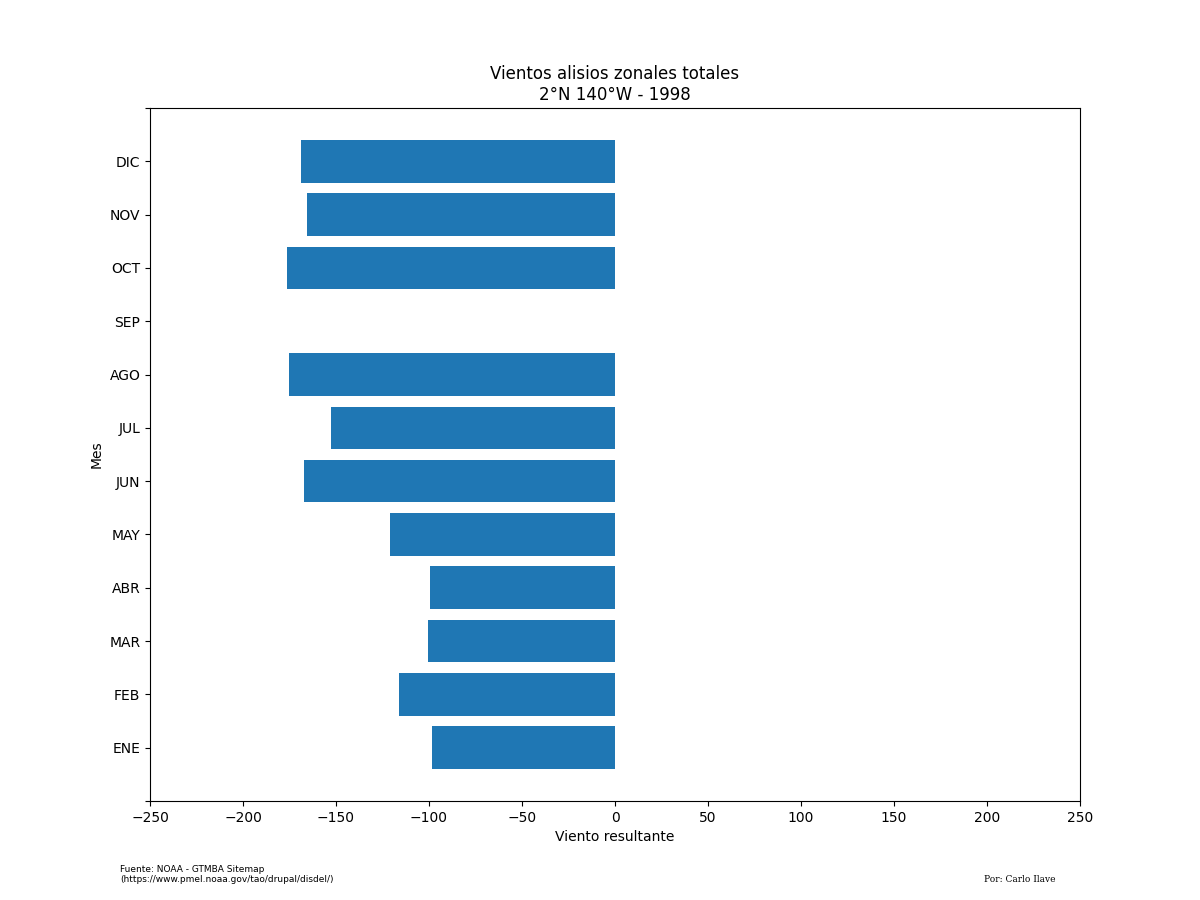 Vientos alisios zonales totales
2°N 140°W - 1998
DIC
NOV
OCT
SEP
AGO
JUL
JUN
MAY
ABR
MAR
FEB
ENE
Mes
−250 −200 −150 −100 −50 0 50 100 150 200 250
Viento resultante
Fuente: NOAA - GTMBA Sitemap
(https://www.pmel.noaa.gov/tao/drupal/disdel/)
Por: Carlo Ilave